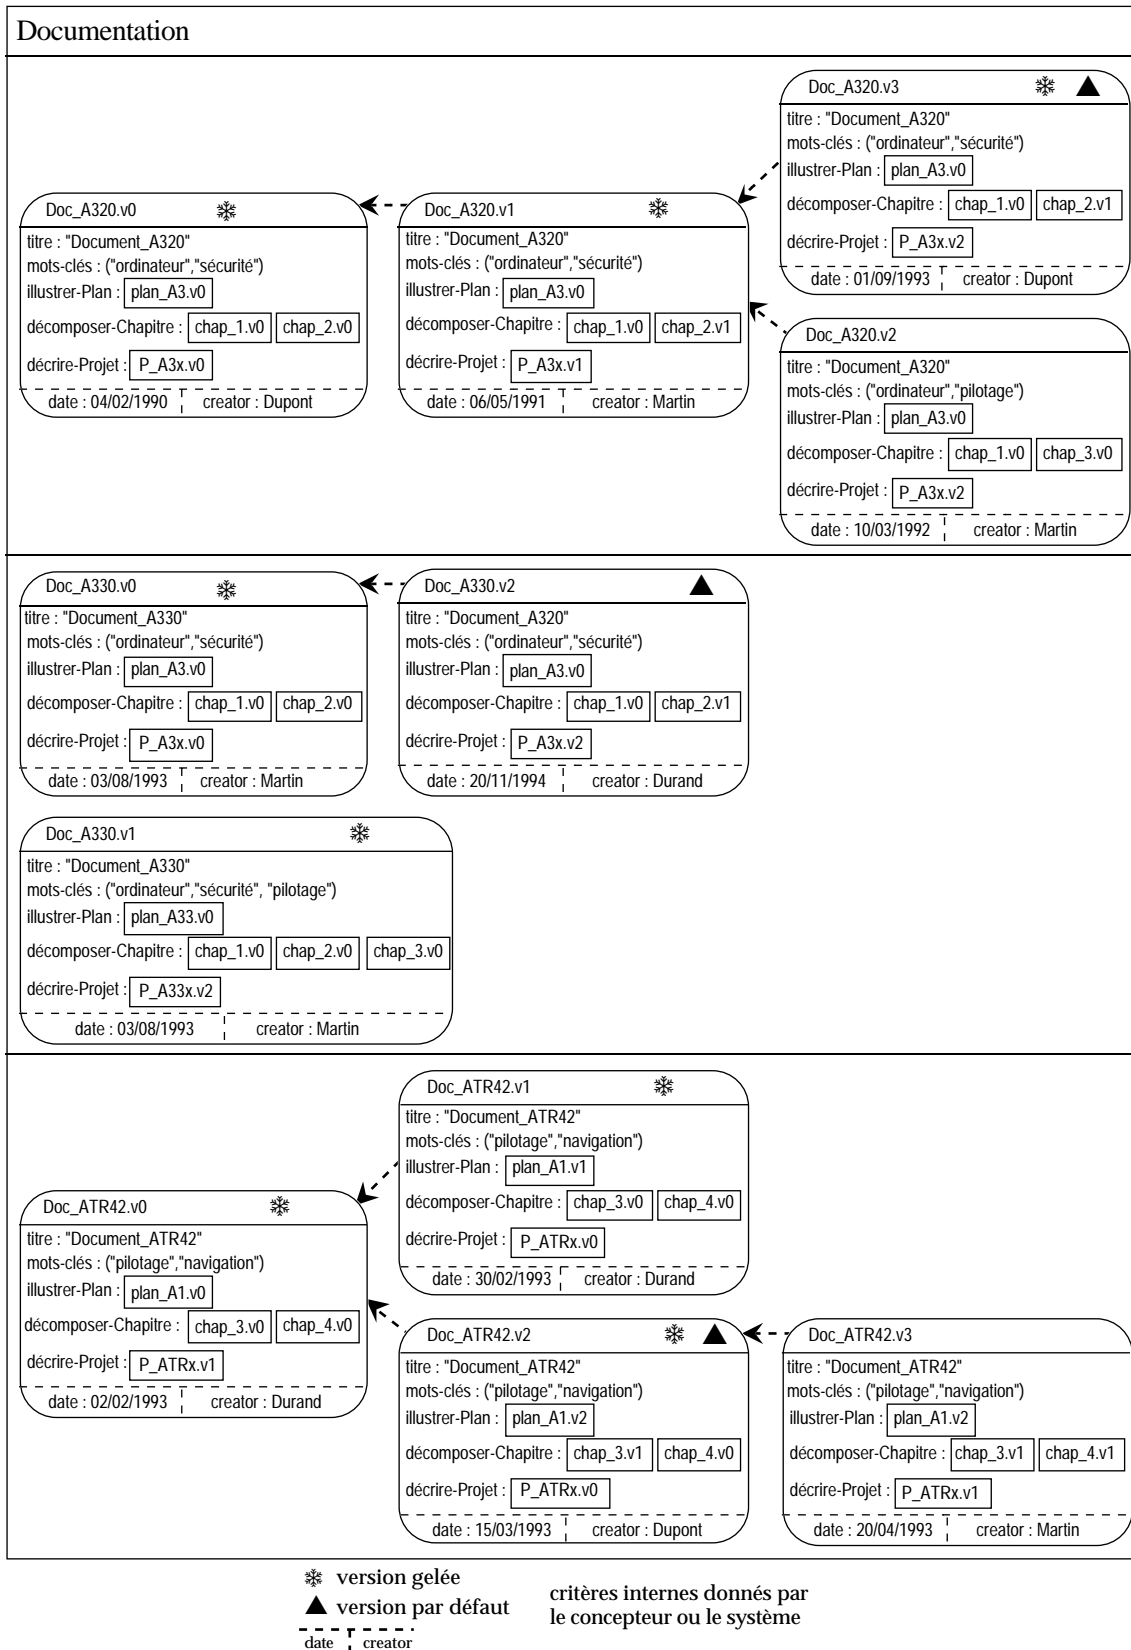 Documentation
Doc_A320.v3
titre : "Document_A320"
mots-clés : ("ordinateur","sécurité")
illustrer-Plan : plan_A3.v0
décomposer-Chapitre : chap_1.v0 chap_2.v1
décrire-Projet : P_A3x.v2
date : 01/09/1993 creator : Dupont
Doc_A320.v0
titre : "Document_A320"
mots-clés : ("ordinateur","sécurité")
illustrer-Plan : plan_A3.v0
décomposer-Chapitre : chap_1.v0 chap_2.v0
décrire-Projet : P_A3x.v0
date : 04/02/1990 creator : Dupont
Doc_A320.v1
titre : "Document_A320"
mots-clés : ("ordinateur","sécurité")
illustrer-Plan : plan_A3.v0
décomposer-Chapitre : chap_1.v0 chap_2.v1
décrire-Projet : P_A3x.v1
date : 06/05/1991 creator : Martin
Doc_A320.v2
titre : "Document_A320"
mots-clés : ("ordinateur","pilotage")
illustrer-Plan : plan_A3.v0
décomposer-Chapitre : chap_1.v0 chap_3.v0
décrire-Projet : P_A3x.v2
date : 10/03/1992 creator : Martin
Doc_A330.v0
titre : "Document_A330"
mots-clés : ("ordinateur","sécurité")
illustrer-Plan : plan_A3.v0
décomposer-Chapitre : chap_1.v0 chap_2.v0
décrire-Projet : P_A3x.v0
date : 03/08/1993 creator : Martin
Doc_A330.v2
titre : "Document_A320"
mots-clés : ("ordinateur","sécurité")
illustrer-Plan : plan_A3.v0
décomposer-Chapitre : chap_1.v0 chap_2.v1
décrire-Projet : P_A3x.v2
date : 20/11/1994 creator : Durand
Doc_A330.v1
titre : "Document_A330"
mots-clés : ("ordinateur","sécurité", "pilotage")
illustrer-Plan : plan_A33.v0
décomposer-Chapitre : chap_1.v0 chap_2.v0 chap_3.v0
décrire-Projet : P_A33x.v2
date : 03/08/1993 creator : Martin
Doc_ATR42.v1
titre : "Document_ATR42"
mots-clés : ("pilotage","navigation")
illustrer-Plan : plan_A1.v1
décomposer-Chapitre : chap_3.v0 chap_4.v0
décrire-Projet : P_ATRx.v0
date : 30/02/1993 creator : Durand
Doc_ATR42.v0
titre : "Document_ATR42"
mots-clés : ("pilotage","navigation")
illustrer-Plan : plan_A1.v0
décomposer-Chapitre : chap_3.v0 chap_4.v0
décrire-Projet : P_ATRx.v1
date : 02/02/1993 creator : Durand
Doc_ATR42.v2
titre : "Document_ATR42"
mots-clés : ("pilotage","navigation")
illustrer-Plan : plan_A1.v2
décomposer-Chapitre : chap_3.v1 chap_4.v0
décrire-Projet : P_ATRx.v0
date : 15/03/1993 creator : Dupont
Doc_ATR42.v3
titre : "Document_ATR42"
mots-clés : ("pilotage","navigation")
illustrer-Plan : plan_A1.v2
décomposer-Chapitre : chap_3.v1 chap_4.v1
décrire-Projet : P_ATRx.v1
date : 20/04/1993 creator : Martin
version gelée
version par défaut
date creator
critères internes donnés par
le concepteur ou le système